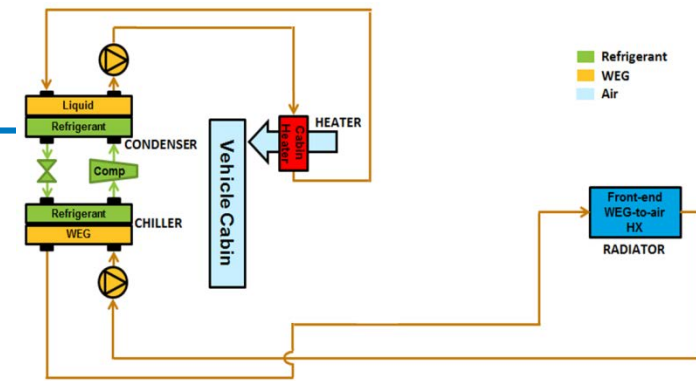 Refrigerant
WEG
Air
Liquid
Refrigerant
CONDENSER
Comp
Refrigerant
WEG
CHILLER
Vehicle Cabin
Cabin
Heater
HEATER
Front-end
WEG-to-air
HX
RADIATOR